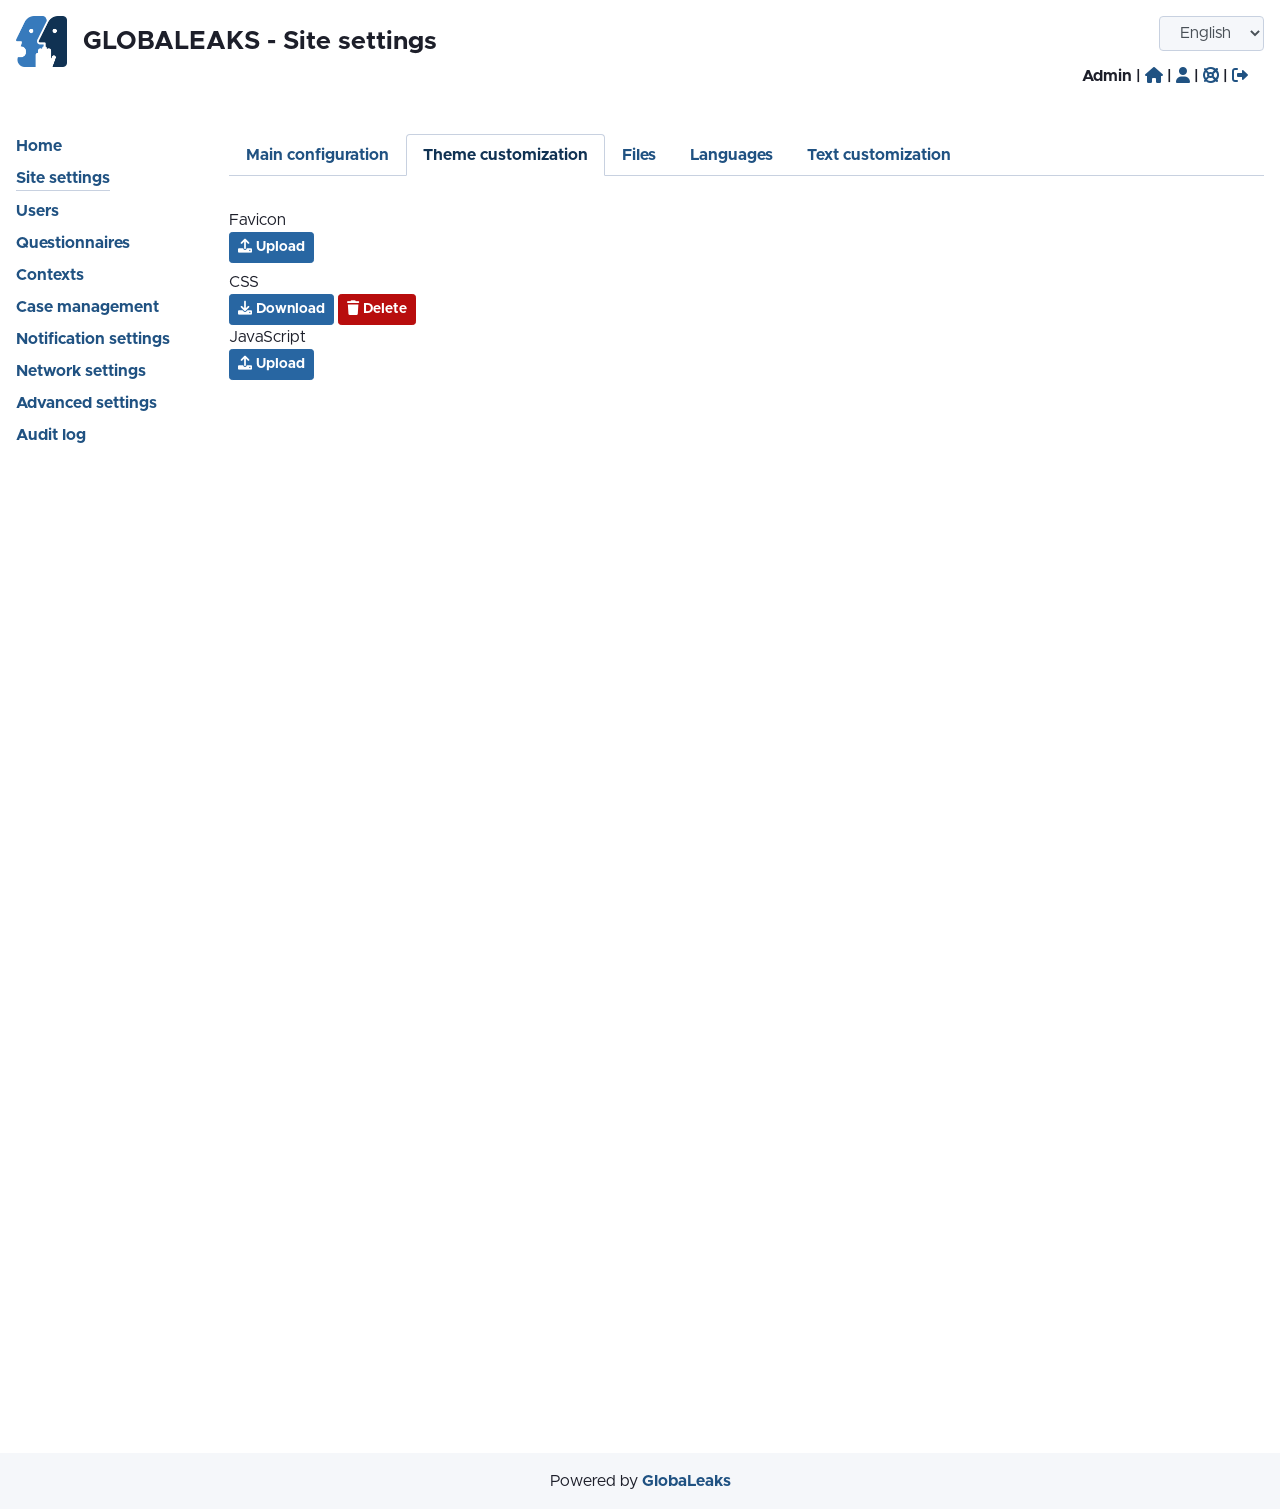 GLOBALEAKS - Site settings
English
Admin | | | |
Home
Site settings
Users
Questionnaires
Contexts
Case management
Notification settings
Network settings
Advanced settings
Audit log
Main configuration
Theme customization
Files
Languages
Text customization
Favicon
Upload
CSS
Download
Delete
JavaScript
Upload
Powered by GlobaLeaks